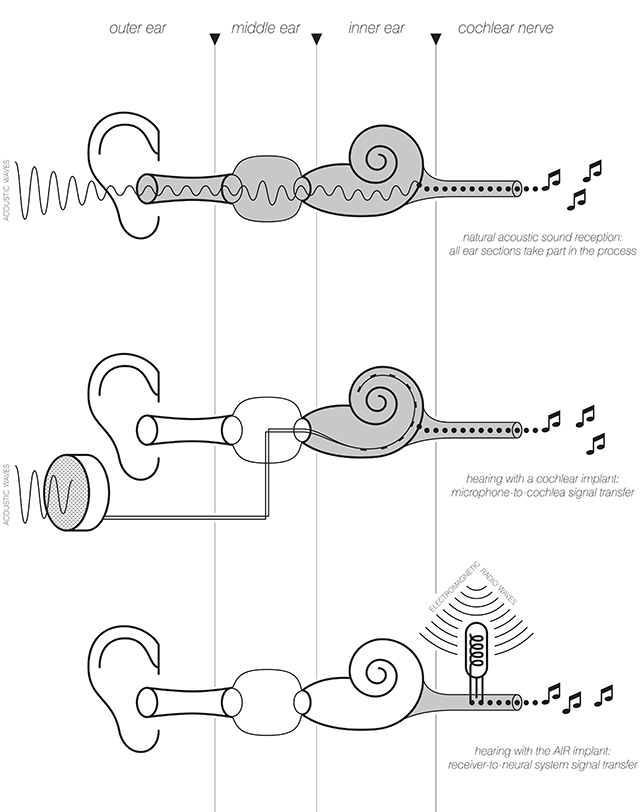 outer ear
middle ear
inner ear
cochlear nerve
ACOUSTIC WAVES
natural acoustic sound reception:
all ear sections take part in the process
ACOUSTIC WAVES
hearing with a cochlear implant:
microphone-to-cochlea signal transfer
ELECTROMAGNETIC
RADIO WAVES
hearing with the AIR implant:
receiver-to-neural system signal transfer